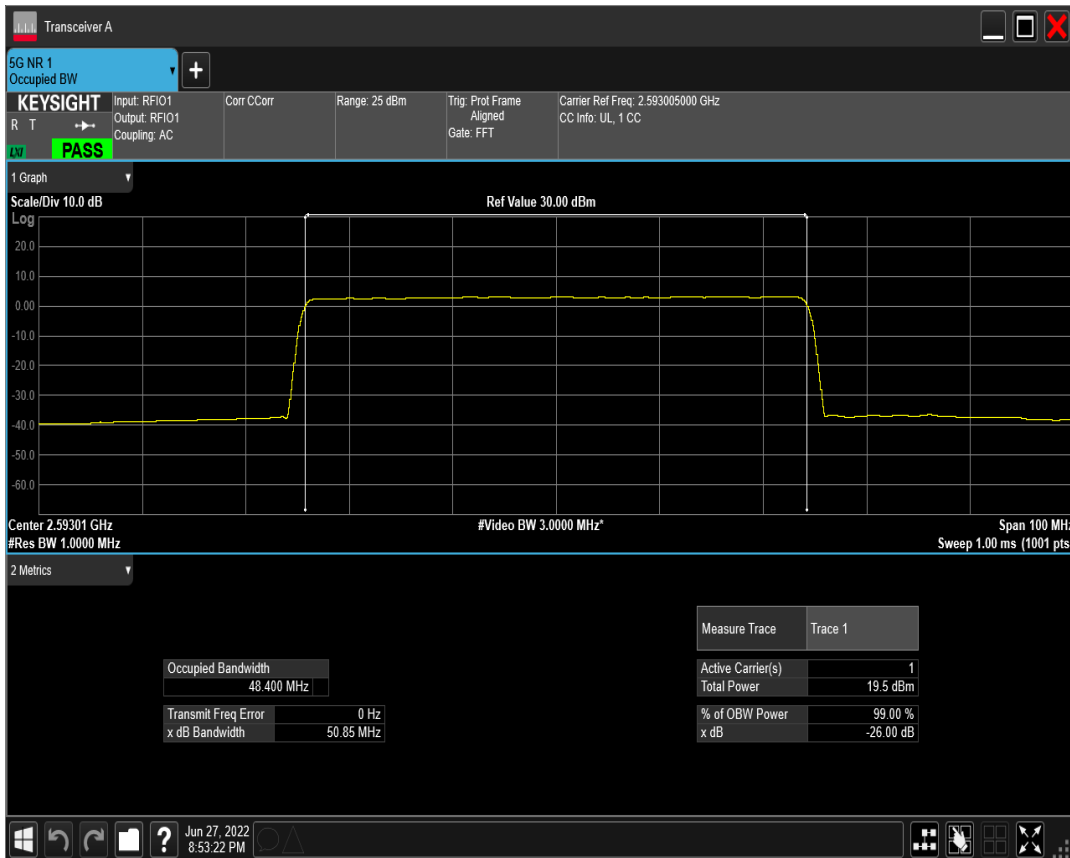 Transceiver A
5G NR 1
Occupied BW
+
KEYSIGHT
R T
LXI
PASS
Input: RFIO1
Output: RFIO1
Coupling: AC
Corr CCorr
Range: 25 dBm
Trig: Prot Frame
Aligned
Gate: FFT
Carrier Ref Freq: 2.593005000 GHz
CC Info: UL, 1 CC
1 Graph
Scale/Div 10.0 dB
Ref Value 30.00 dBm
Log
20.0
10.0
0.00
-10.0
-20.0
-30.0
-40.0
-50.0
-60.0
Center 2.59301 GHz
#Video BW 3.0000 MHz*
Span 100 MHz
#Res BW 1.0000 MHz
Sweep 1.00 ms (1001 pts
2 Metrics
Measure Trace Trace 1
Occupied Bandwidth
48.400 MHz
Active Carrier(s) 1
Total Power 19.5 dBm
Transmit Freq Error 0 Hz
x dB Bandwidth 50.85 MHz
% of OBW Power 99.00 %
x dB -26.00 dB
?
Jun 27, 2022
8:53:22 PM